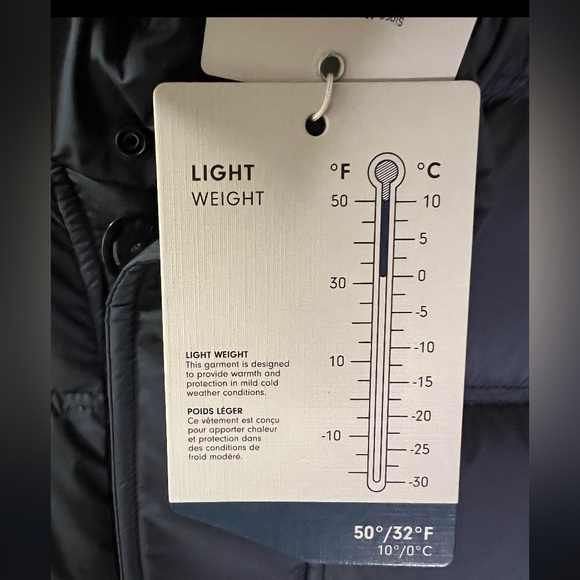 Since
LIGHT
WEIGHT
°F
°C
50
10
5
30
0
-5
10
-10
-15
-10
-20
-25
-30
LIGHT WEIGHT
This garment is designed
to provide warmth and
protection in mild cold
weather conditions.
POIDS LÉGER
Ce vêtement est conçu
pour apporter chaleur
et protection dans
des conditions de
froid modéré.
50°/32°F
10°/0°C